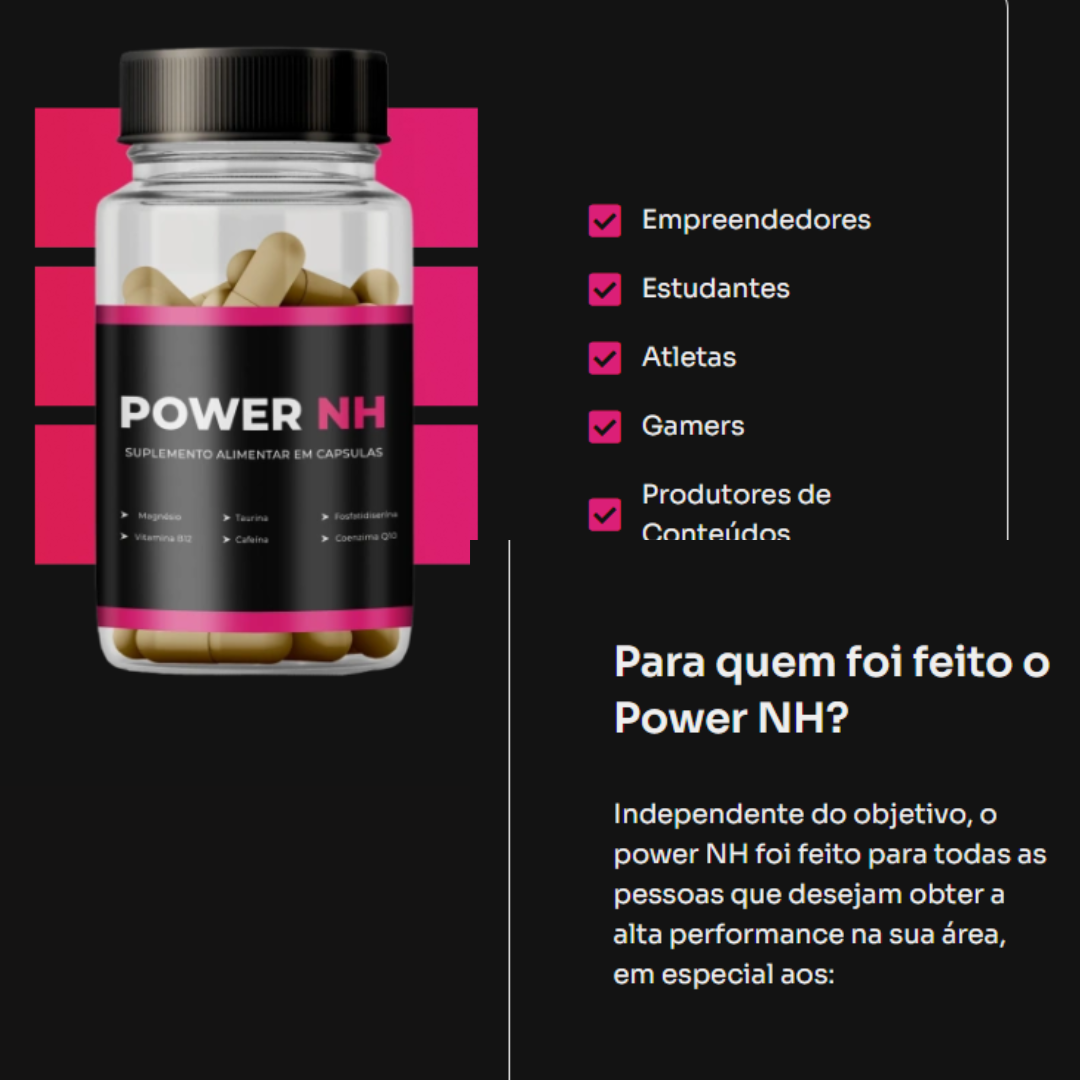 POWER NH
SUPLEMENTO ALIMENTAR EM CAPSULAS
➤ Magnésio ➤ Taurina ➤ Fosfatidiserina
➤ Vitamina B12 ➤ Cafeína ➤ Coenzima Q10
Empreendedores
Estudantes
Atletas
Gamers
Produtores de
Conteúdos
Para quem foi feito o
Power NH?
Independente do objetivo, o
power NH foi feito para todas as
pessoas que desejam obter a
alta performance na sua área,
em especial aos: